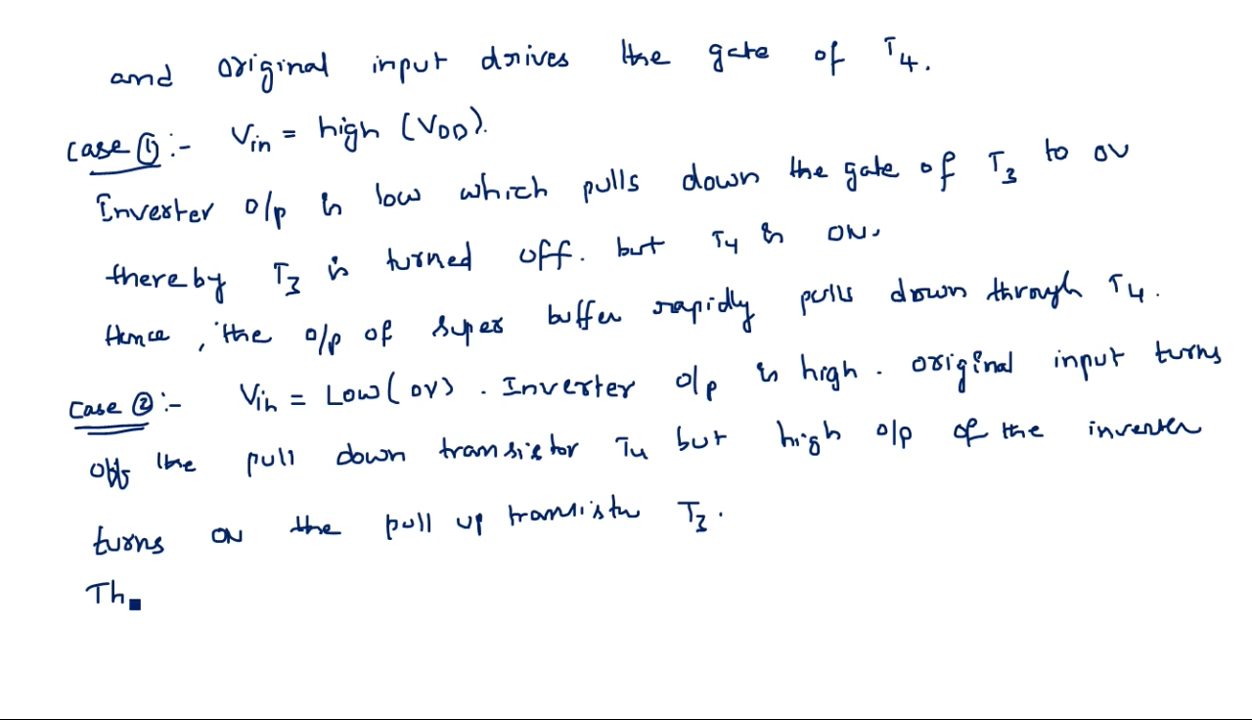 and original input drives the gate of T4.
case ①:- Vin = high (VDD).
Inverter o/p is low which pulls down the gate of T3 to 0V
thereby T3 is turned off. but T4 is ON.
Hence, the o/p of super buffer rapidly pulls down through T4.
case ②:- Vin = Low (0V). Inverter o/p is high. original input turns
off the pull down transistor T4 but high o/p of the inverter
turns ON the pull up transistor T3.
Th